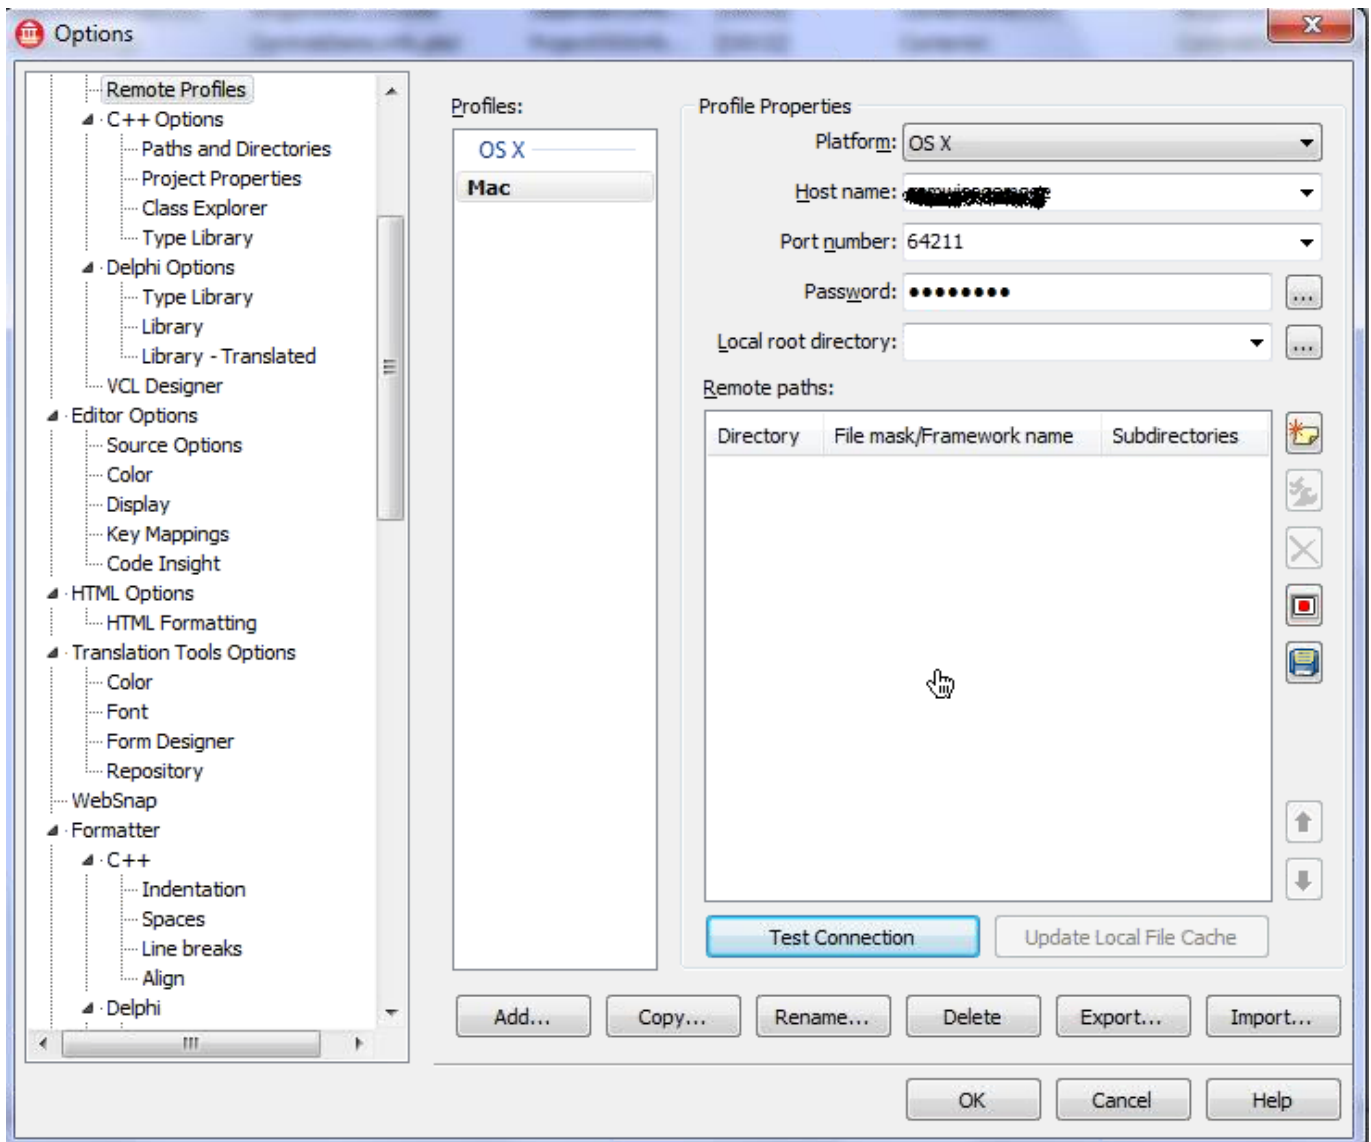 Options
Remote Profiles
C++ Options
Paths and Directories
Project Properties
Class Explorer
Type Library
Delphi Options
Type Library
Library
Library - Translated
VCL Designer
Editor Options
Source Options
Color
Display
Key Mappings
Code Insight
HTML Options
HTML Formatting
Translation Tools Options
Color
Font
Form Designer
Repository
WebSnap
Formatter
C++
Indentation
Spaces
Line breaks
Align
Delphi
Profiles:
OS X
Mac
Profile Properties
Platform: OS X
Host name:
Port number: 64211
Password: ••••••••
Local root directory:
Remote paths:
Directory File mask/Framework name Subdirectories
Test Connection Update Local File Cache
Add... Copy... Rename... Delete Export... Import...
OK Cancel Help